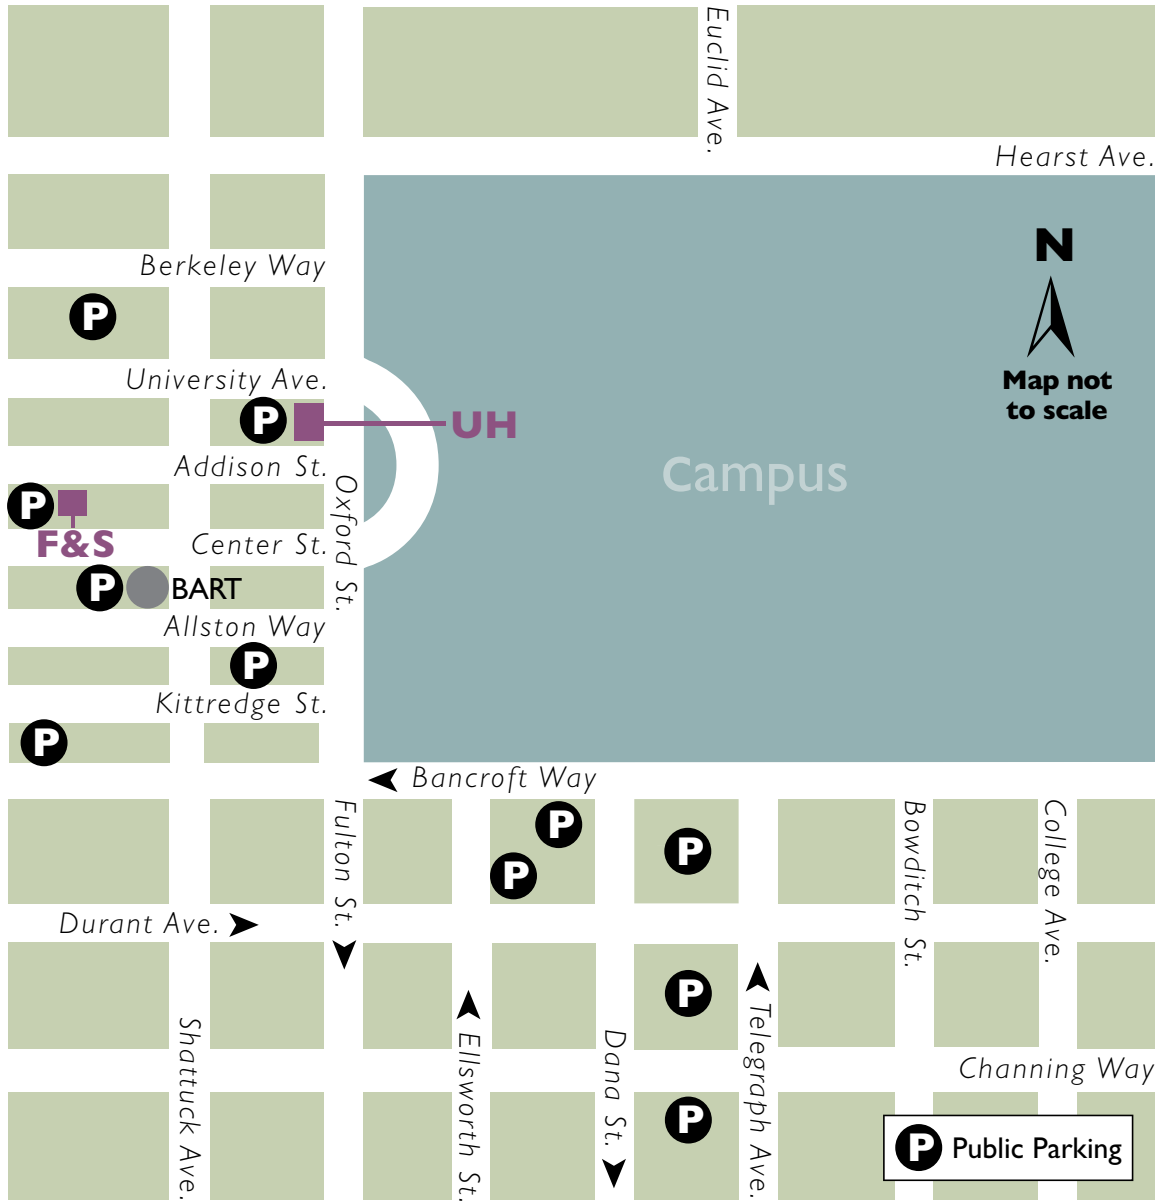 Euclid Ave.
Hearst Ave.
N
Map not
to scale
Berkeley Way
P
University Ave.
P
UH
Addison St.
Campus
Oxford St.
P
F&S
Center St.
P
BART
Allston Way
P
Kittredge St.
P
Bancroft Way
Fulton St.
P
P
P
Bowditch St.
College Ave.
Durant Ave.
P
Shattuck Ave.
Ellsworth St.
Dana St.
Telegraph Ave.
Channing Way
P
P Public Parking